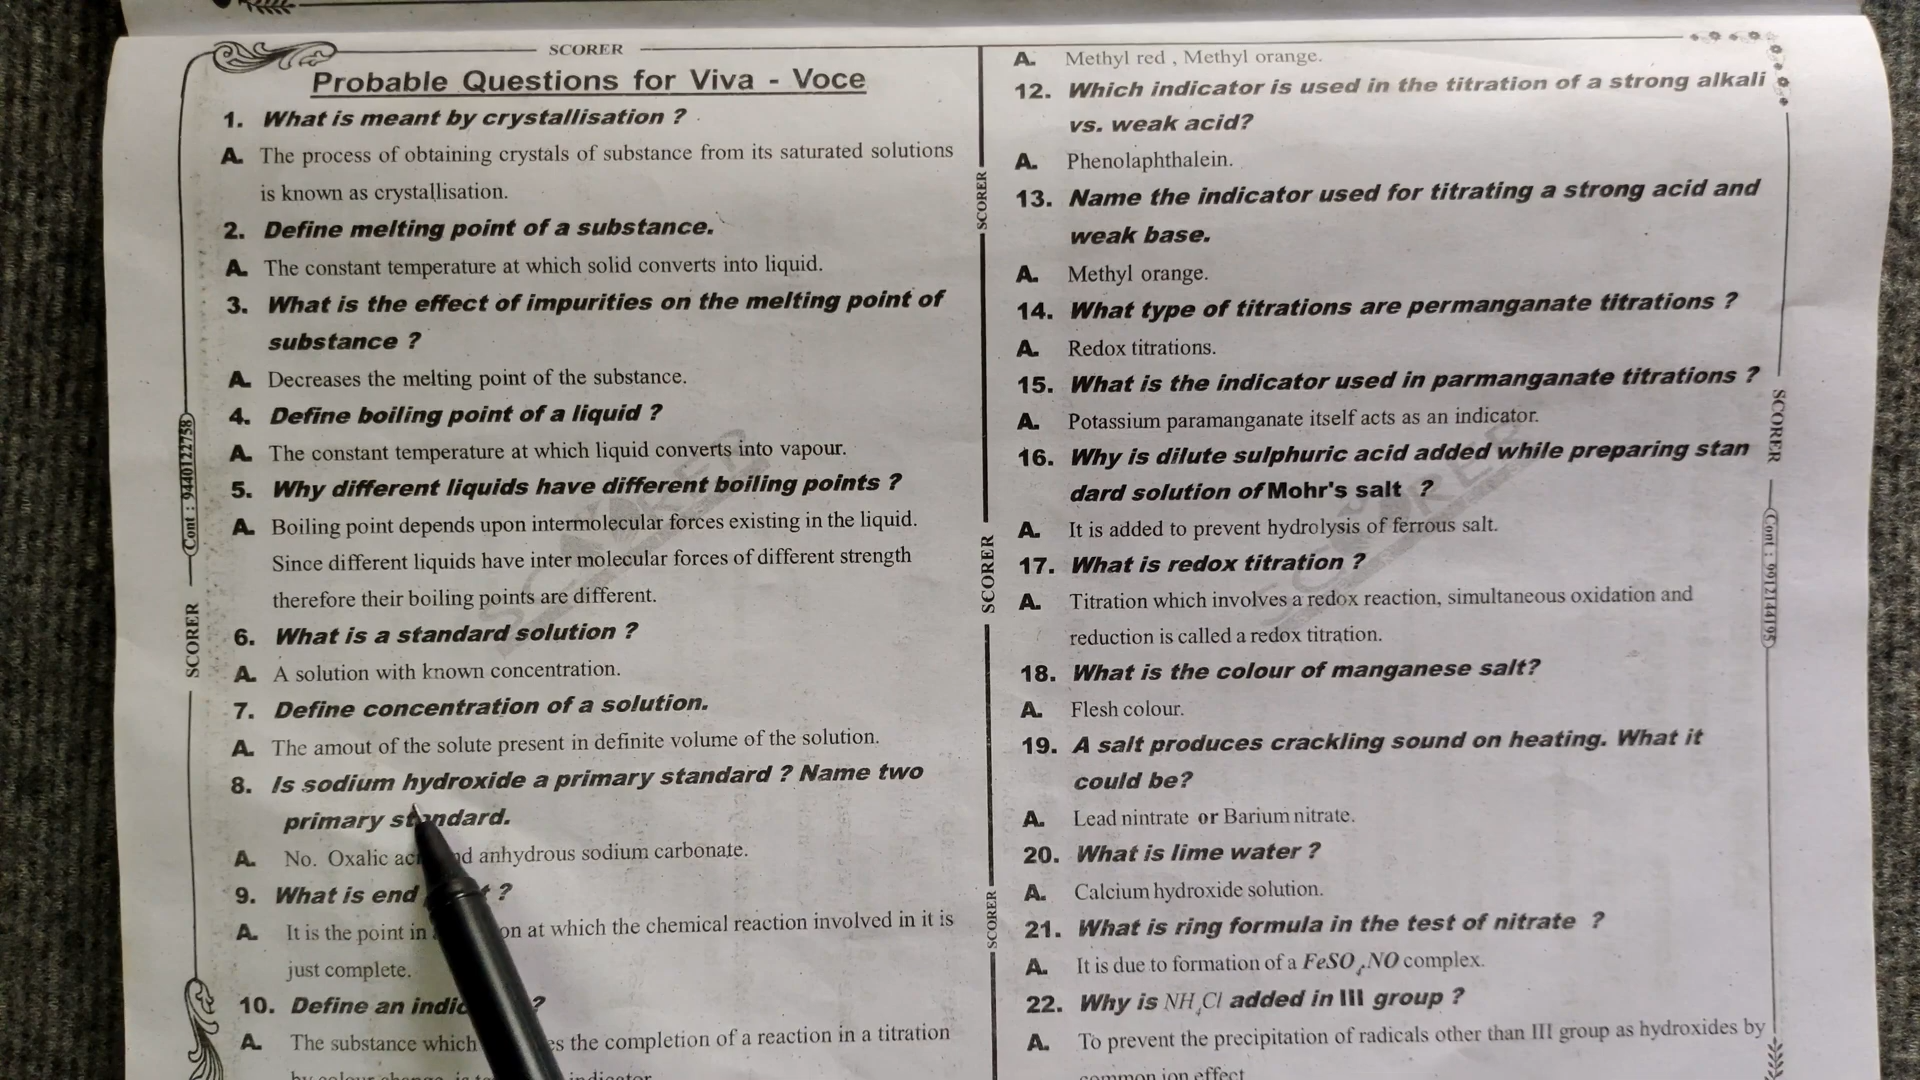 SCORER
Probable Questions for Viva - Voce
1. What is meant by crystallisation ?
A. The process of obtaining crystals of substance from its saturated solutions
is known as crystallisation.
2. Define melting point of a substance.
A. The constant temperature at which solid converts into liquid.
3. What is the effect of impurities on the melting point of
substance ?
A. Decreases the melting point of the substance.
4. Define boiling point of a liquid ?
A. The constant temperature at which liquid converts into vapour.
5. Why different liquids have different boiling points ?
A. Boiling point depends upon intermolecular forces existing in the liquid.
Since different liquids have inter molecular forces of different strength
therefore their boiling points are different.
6. What is a standard solution ?
A. A solution with known concentration.
7. Define concentration of a solution.
A. The amout of the solute present in definite volume of the solution.
8. Is sodium hydroxide a primary standard ? Name two
primary standard.
A. No. Oxalic anhydrous sodium carbonate.
9. What is end ?
A. It is the point in at which the chemical reaction involved in it is
just complete.
10. Define an ?
A. The substance which the completion of a reaction in a titration
SCORER
Cont : 9440122758
SCORER
SCORER
SCORER
A. Methyl red , Methyl orange.
12. Which indicator is used in the titration of a strong alkali
vs. weak acid?
A. Phenolaphthalein.
13. Name the indicator used for titrating a strong acid and
weak base.
A. Methyl orange.
14. What type of titrations are permanganate titrations ?
A. Redox titrations.
15. What is the indicator used in parmanganate titrations ?
A. Potassium paramanganate itself acts as an indicator.
16. Why is dilute sulphuric acid added while preparing stan
dard solution of Mohr's salt ?
A. It is added to prevent hydrolysis of ferrous salt.
17. What is redox titration ?
A. Titration which involves a redox reaction, simultaneous oxidation and
reduction is called a redox titration.
18. What is the colour of manganese salt?
A. Flesh colour.
19. A salt produces crackling sound on heating. What it
could be?
A. Lead nintrate or Barium nitrate.
20. What is lime water ?
A. Calcium hydroxide solution.
21. What is ring formula in the test of nitrate ?
A. It is due to formation of a FeSO₄.NO complex.
22. Why is NH₄Cl added in III group ?
A. To prevent the precipitation of radicals other than III group as hydroxides by
common ion effect
SCORER
Cont : 9912144195